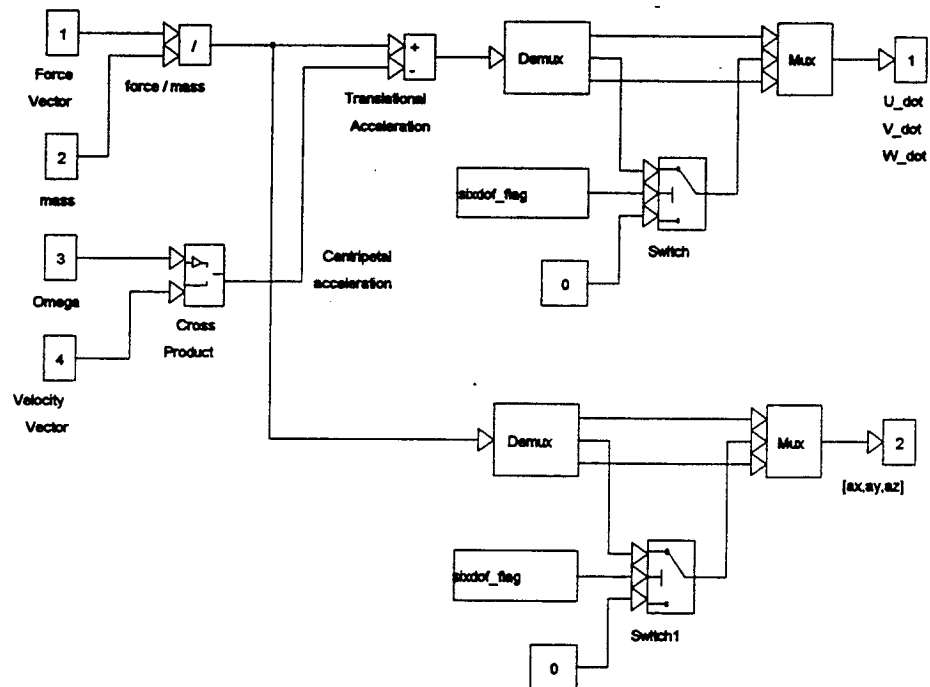 1
Force
Vector
/
force / mass
2
mass
+
-
Translational
Acceleration
Demux
Mux
1
U_dot
V_dot
W_dot
sixdof_flag
Switch
0
3
Omega
Cross
Product
Centripetal
acceleration
4
Velocity
Vector
Demux
Mux
2
[ax,ay,az]
sixdof_flag
Switch1
0